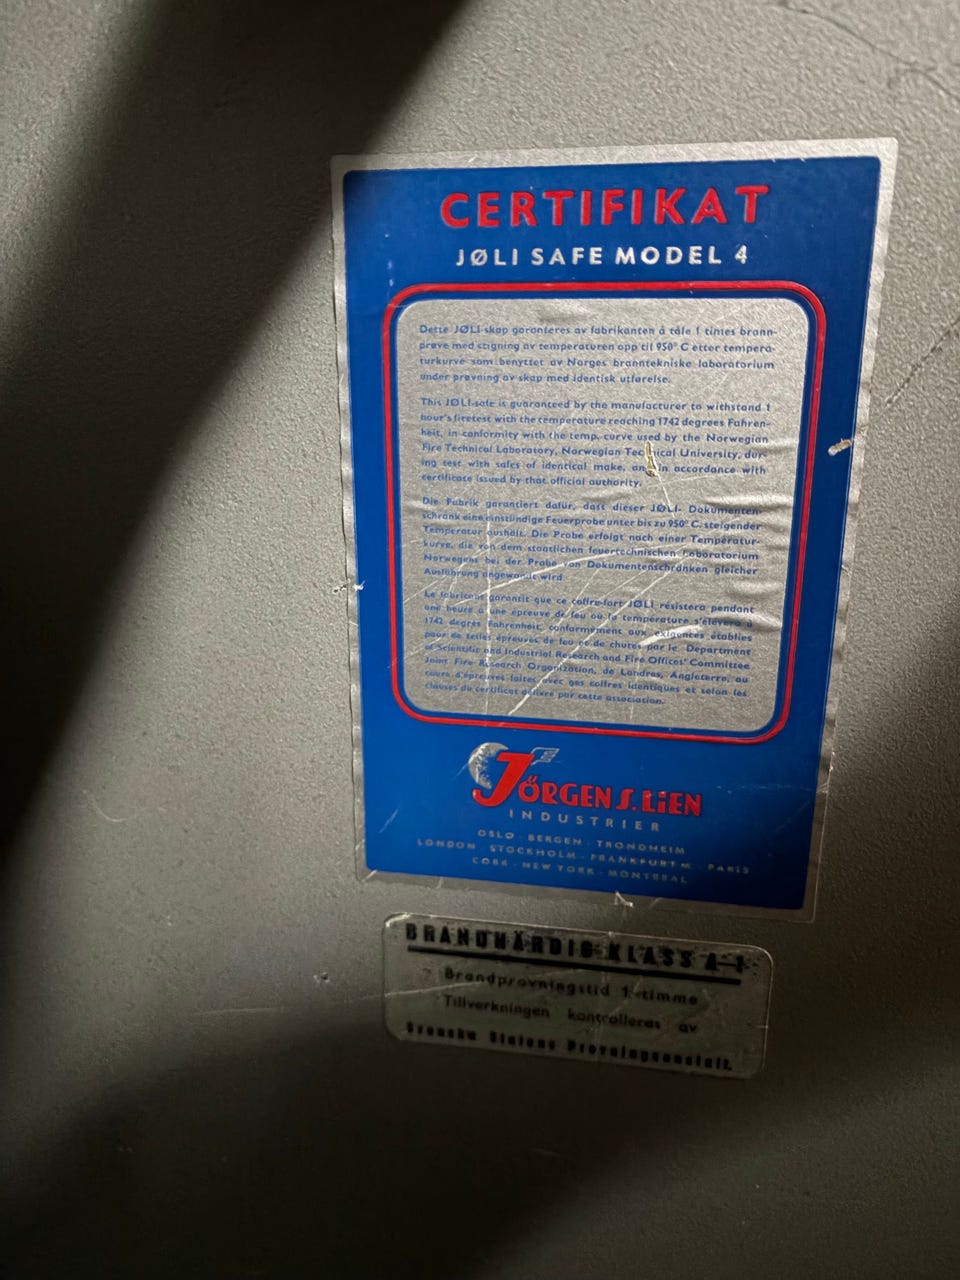 CERTIFIKAT
JØLI SAFE MODEL 4
Dette JØLI-skap garanteres av fabrikanten å tåle 1 times brann-
prøve med stigning av temperaturen opp til 950° C etter tempera-
turkurve som benyttet av Norges branntekniske laboratorium
under prøvning av skap med identisk utførelse.
This JØLI-safe is guaranteed by the manufacturer to withstand 1
hour's firetest with the temperature reaching 1742 degrees Fahren-
heit, in conformity with the temp. curve used by the Norwegian
Fire Technical Laboratory, Norwegian Technical University, dur-
ing test with safes of identical make, and in accordance with
certificate issued by that official authority.
Die Fabrik garantiert dafür, dass dieser JØLI- Dokumenten
schrank eine einstündige Feuerprobe unter bis zu 950° C. steigender
Temperatur aushält. Die Probe erfolgt nach einer Temperatur-
kurve, die von dem staatlichen feuertechnischen Laboratorium
Norwegens bei der Probe von Dokumentenschränken gleicher
Ausführung angewandt wird
Le fabricant garantit que ce coffre-fort JØLI résistera pendant
une heure à une épreuve de feu où la température s'élèvera à
1742 degrés Fahrenheit, conformément aux exigences établies
pour de telles épreuves de feu et de chutes par le Department
of Scientific and Industrial Research and Fire Offices' Committee
Joint Fire Research Organization, de Londres, Angleterre, au
cours d'épreuves faites avec des coffres identiques et selon les
clauses du certificat délivré par cette association.
JÖRGEN S. LIEN
INDUSTRIER
OSLO · BERGEN · TRONDHEIM
LONDON · STOCKHOLM · FRANKFURT · PARIS
CORK · NEW YORK · MONTREAL
BRANDHÄRDIG KLASS A 1
Brandprovningstid 1 timme
Tillverkningen kontrolleras av
Svenska Statens Provningsanstalt.